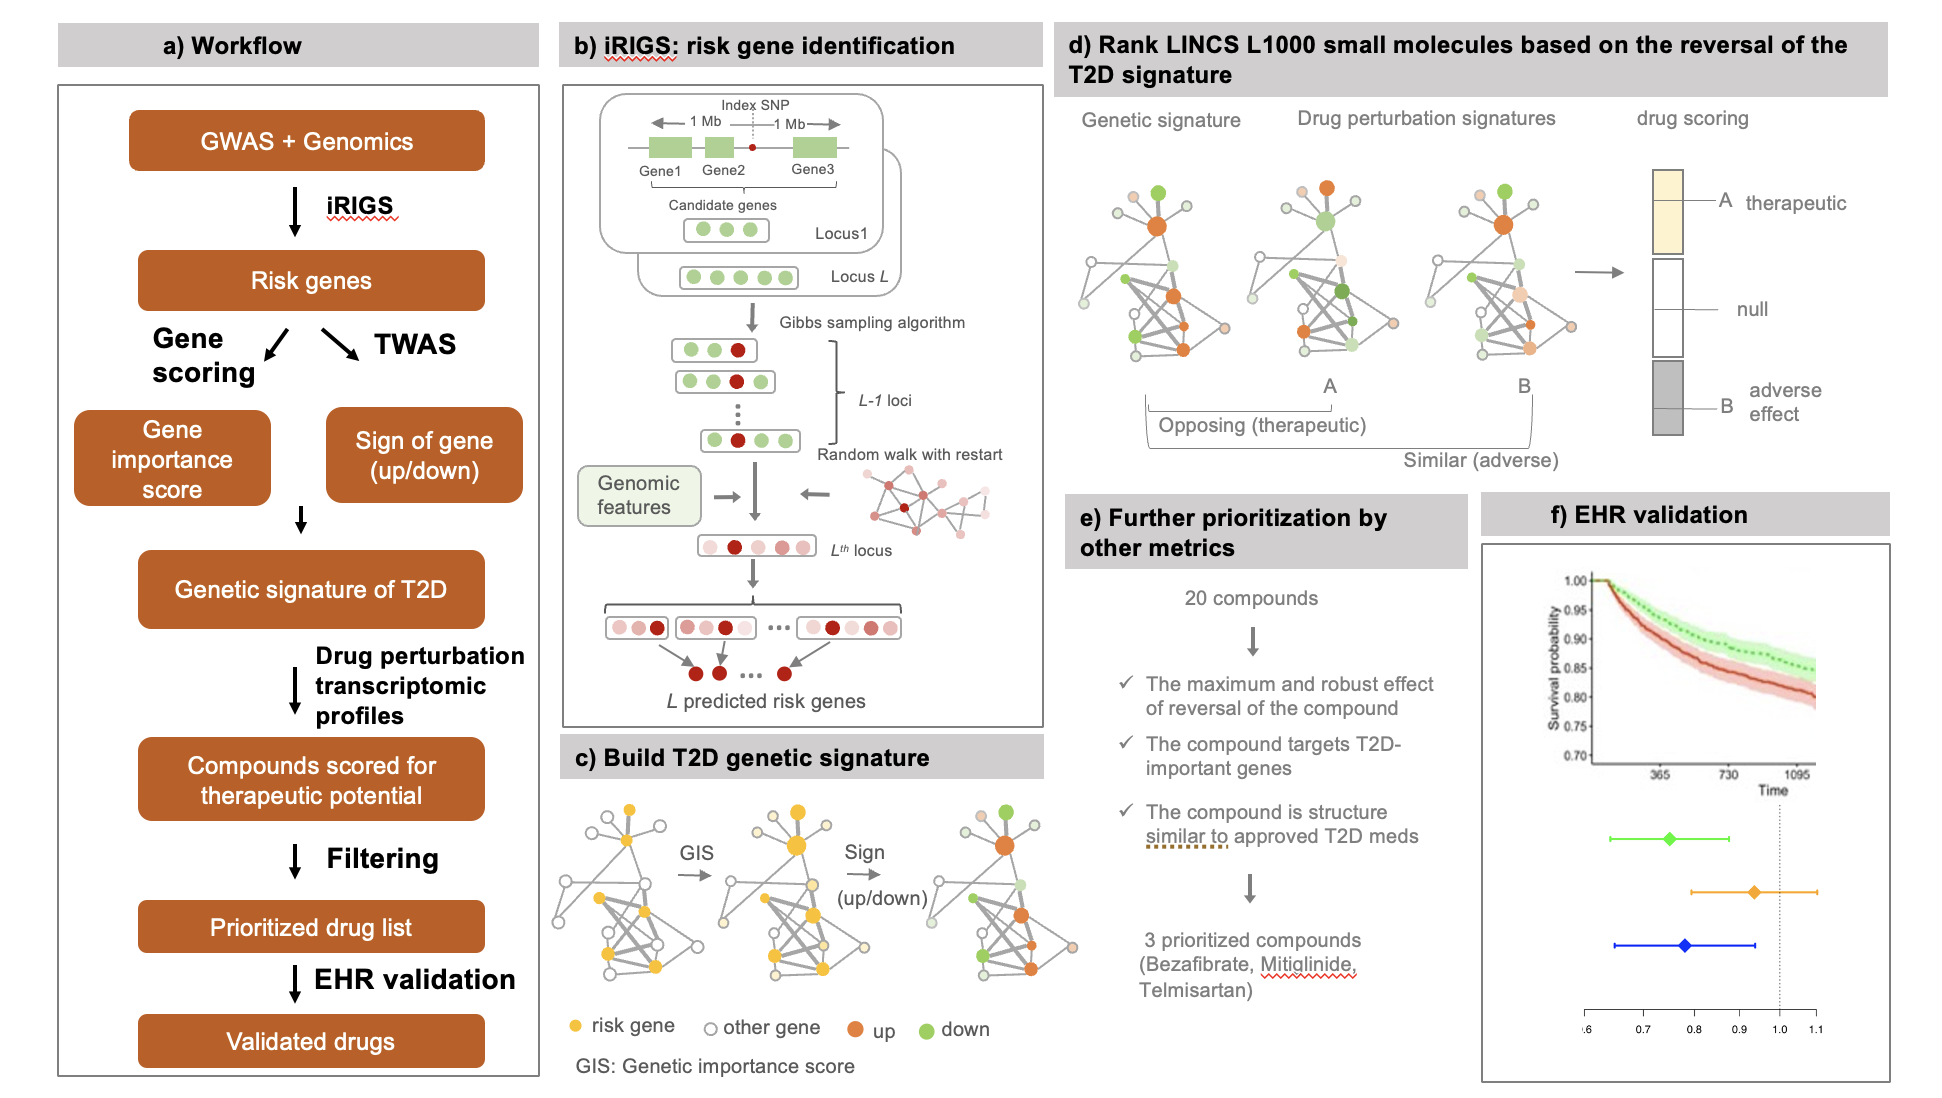 a) Workflow
GWAS + Genomics
iRIGS
Risk genes
Gene
scoring
TWAS
Gene
importance
score
Sign of gene
(up/down)
Genetic signature of T2D
Drug perturbation
transcriptomic
profiles
Compounds scored for
therapeutic potential
Filtering
Prioritized drug list
EHR validation
Validated drugs
b) iRIGS: risk gene identification
Index SNP
1 Mb
1 Mb
Gene1
Gene2
Gene3
Candidate genes
Locus1
Locus L
Gibbs sampling algorithm
L-1 loci
Random walk with restart
Genomic
features
Lth locus
L predicted risk genes
c) Build T2D genetic signature
GIS
Sign
(up/down)
risk gene
other gene
up
down
GIS: Genetic importance score
d) Rank LINCS L1000 small molecules based on the reversal of the
T2D signature
Genetic signature
Drug perturbation signatures
drug scoring
A
therapeutic
null
B
adverse
effect
A
B
Opposing (therapeutic)
Similar (adverse)
e) Further prioritization by
other metrics
20 compounds
✓ The maximum and robust effect
of reversal of the compound
✓ The compound targets T2D-
important genes
✓ The compound is structure
similar to approved T2D meds
3 prioritized compounds
(Bezafibrate, Mitiglinide,
Telmisartan)
f) EHR validation
Survival probability
1.00
0.95
0.90
0.85
0.80
0.75
0.70
365
730
1095
Time
.6
0.7
0.8
0.9
1.0
1.1